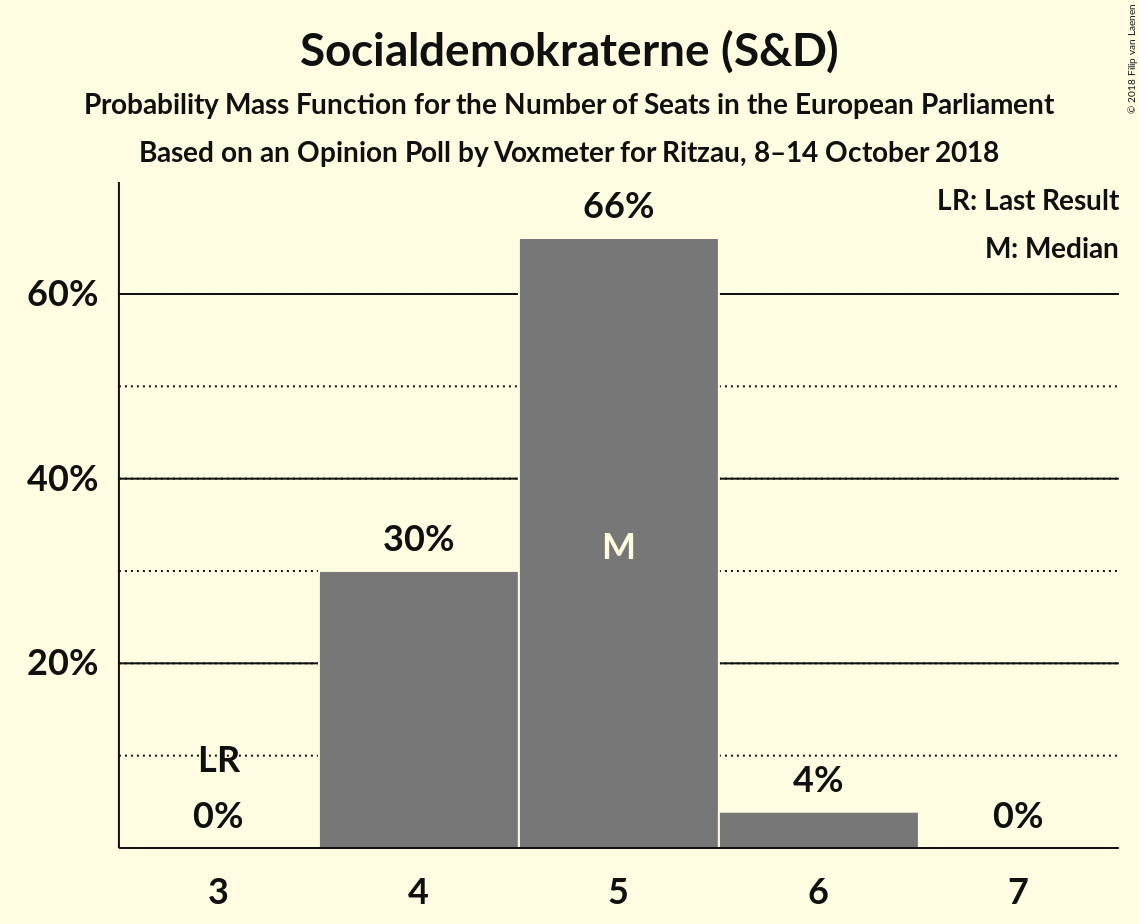 Socialdemokraterne (S&D)
Probability Mass Function for the Number of Seats in the European Parliament
Based on an Opinion Poll by Voxmeter for Ritzau, 8–14 October 2018
© 2018 Filip van Laenen
LR: Last Result
M: Median
66%
60%
40%
30%
M
20%
LR
4%
0%
0%
3
4
5
6
7